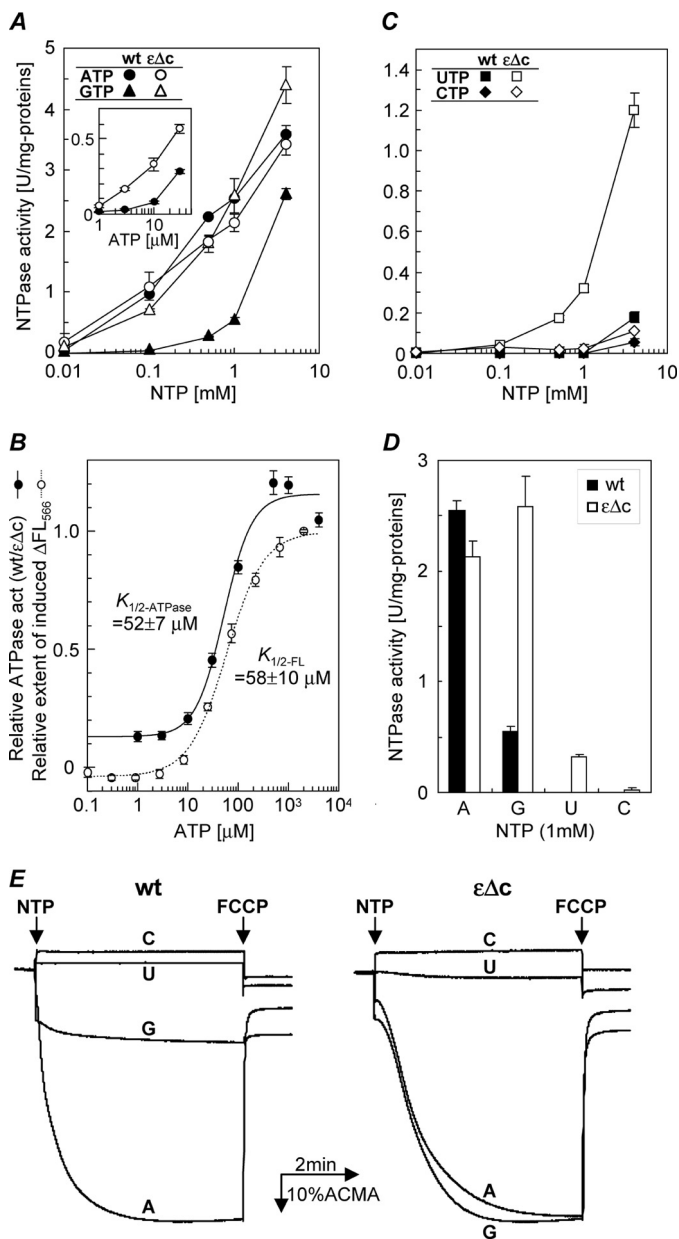 A
wt εΔc
ATP
GTP
NTPase activity [U/mg-proteins]
5
4
3
2
1
0
0.5
0
1 10
ATP [μM]
0.01 0.1 1 10
NTP [mM]
C
wt εΔc
UTP
CTP
NTPase activity [U/mg-proteins]
1.4
1.2
1.0
0.8
0.6
0.4
0.2
0
0.01 0.1 1 10
NTP [mM]
B
Relative ATPase act (wt/εΔc)
Relative extent of induced ΔFL566
1.0
0.5
0
K1/2-ATPase
=52±7 μM
K1/2-FL
=58±10 μM
0.1 1 10 100 10³ 10⁴
ATP [μM]
D
NTPase activity [U/mg-proteins]
3
2
1
0
wt
εΔc
A G U C
NTP (1mM)
E
wt
NTP FCCP
C
U
G
A
εΔc
NTP FCCP
C
U
A
G
2min
10%ACMA